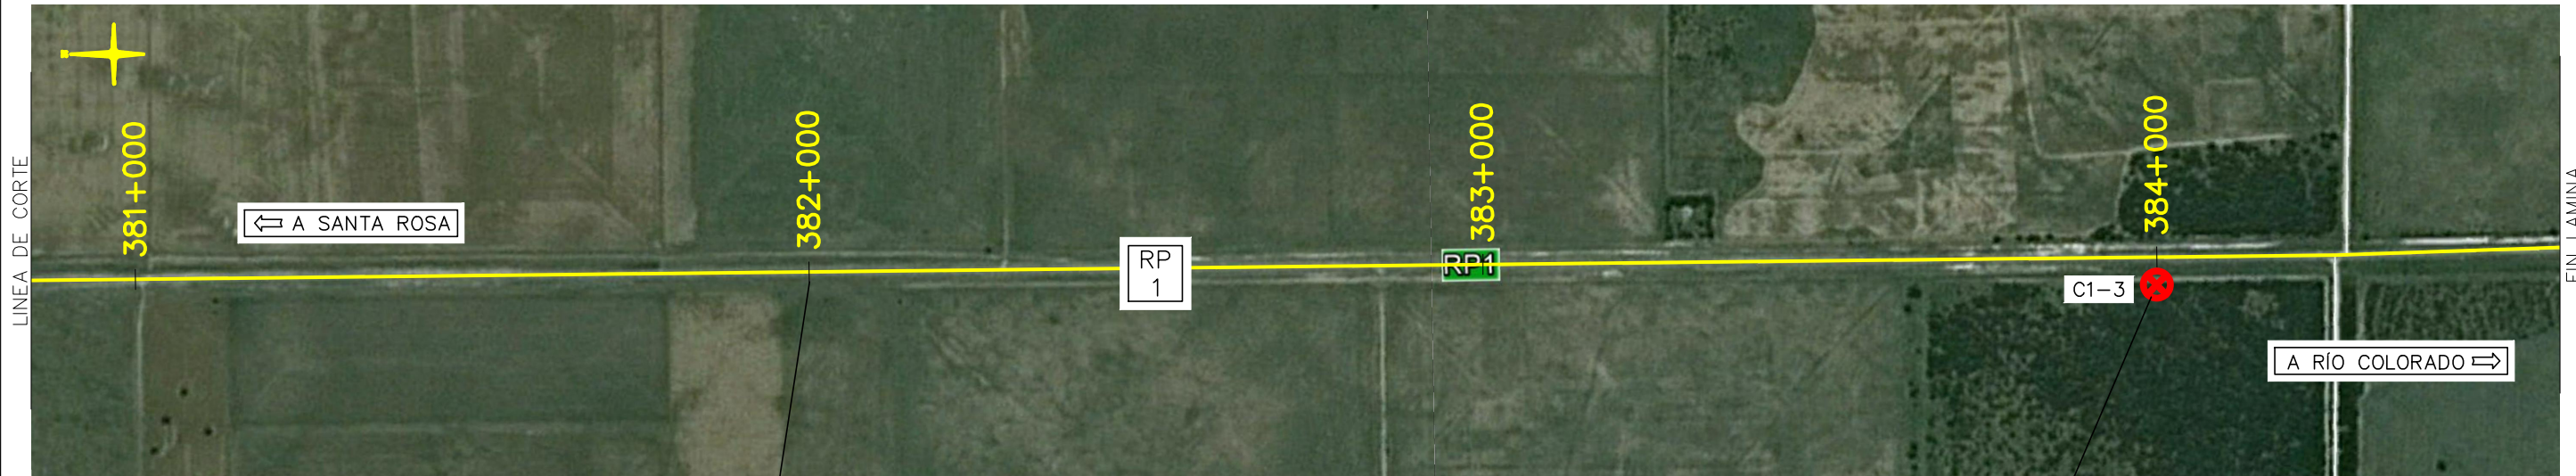 LINEA DE CORTE
381+000
A SANTA ROSA
382+000
RP
1
RP1
383+000
C1-3
384+000
A RÍO COLORADO
FIN LAMINA